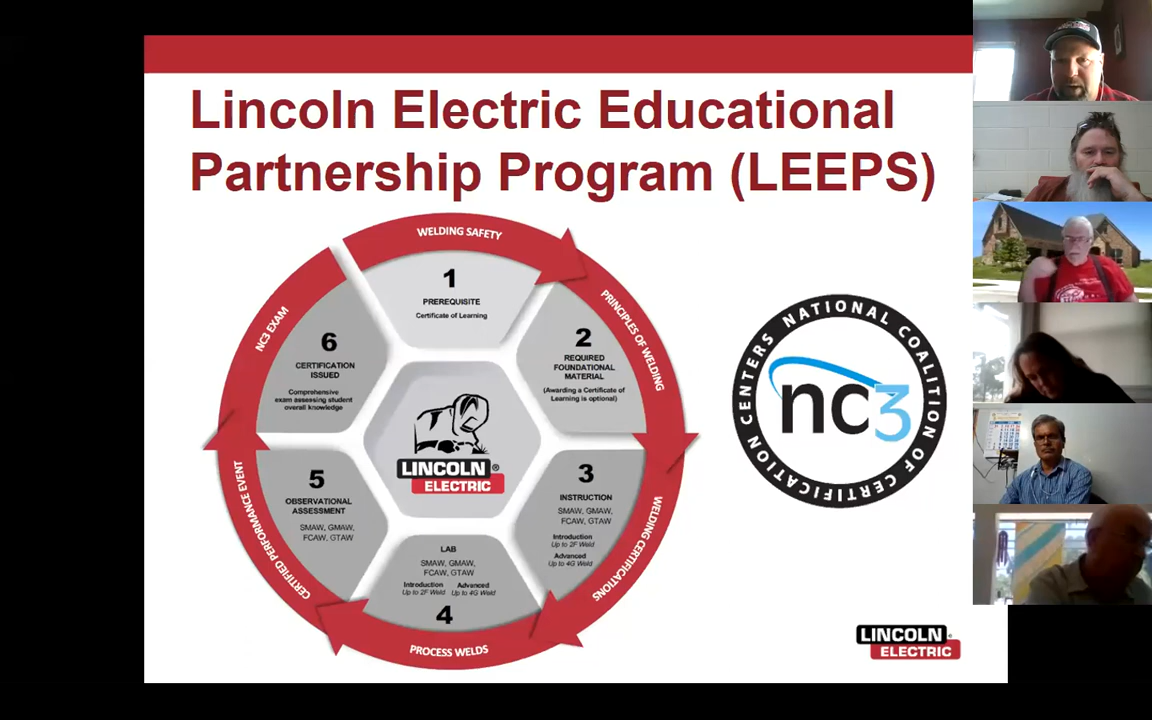 Lincoln Electric Educational
Partnership Program (LEEPS)
WELDING SAFETY
1
PREREQUISITE
Certificate of Learning
PRINCIPLES OF WELDING
2
REQUIRED
FOUNDATIONAL
MATERIAL
(Awarding a Certificate of
Learning is optional)
WELDING CERTIFICATIONS
3
INSTRUCTION
SMAW, GMAW,
FCAW, GTAW
Introduction
Up to 2F Weld
Advanced
Up to 4G Weld
LAB
SMAW, GMAW,
FCAW, GTAW
Introduction Advanced
Up to 2F Weld Up to 4G Weld
4
PROCESS WELDS
5
OBSERVATIONAL
ASSESSMENT
SMAW, GMAW,
FCAW, GTAW
CERTIFIED PERFORMANCE EVENT
6
CERTIFICATION
ISSUED
Comprehensive
exam assessing student
overall knowledge
NC3 EXAM
LINCOLN ®
ELECTRIC
NATIONAL COALITION OF CERTIFICATION CENTERS
nc3
LINCOLN ®
ELECTRIC